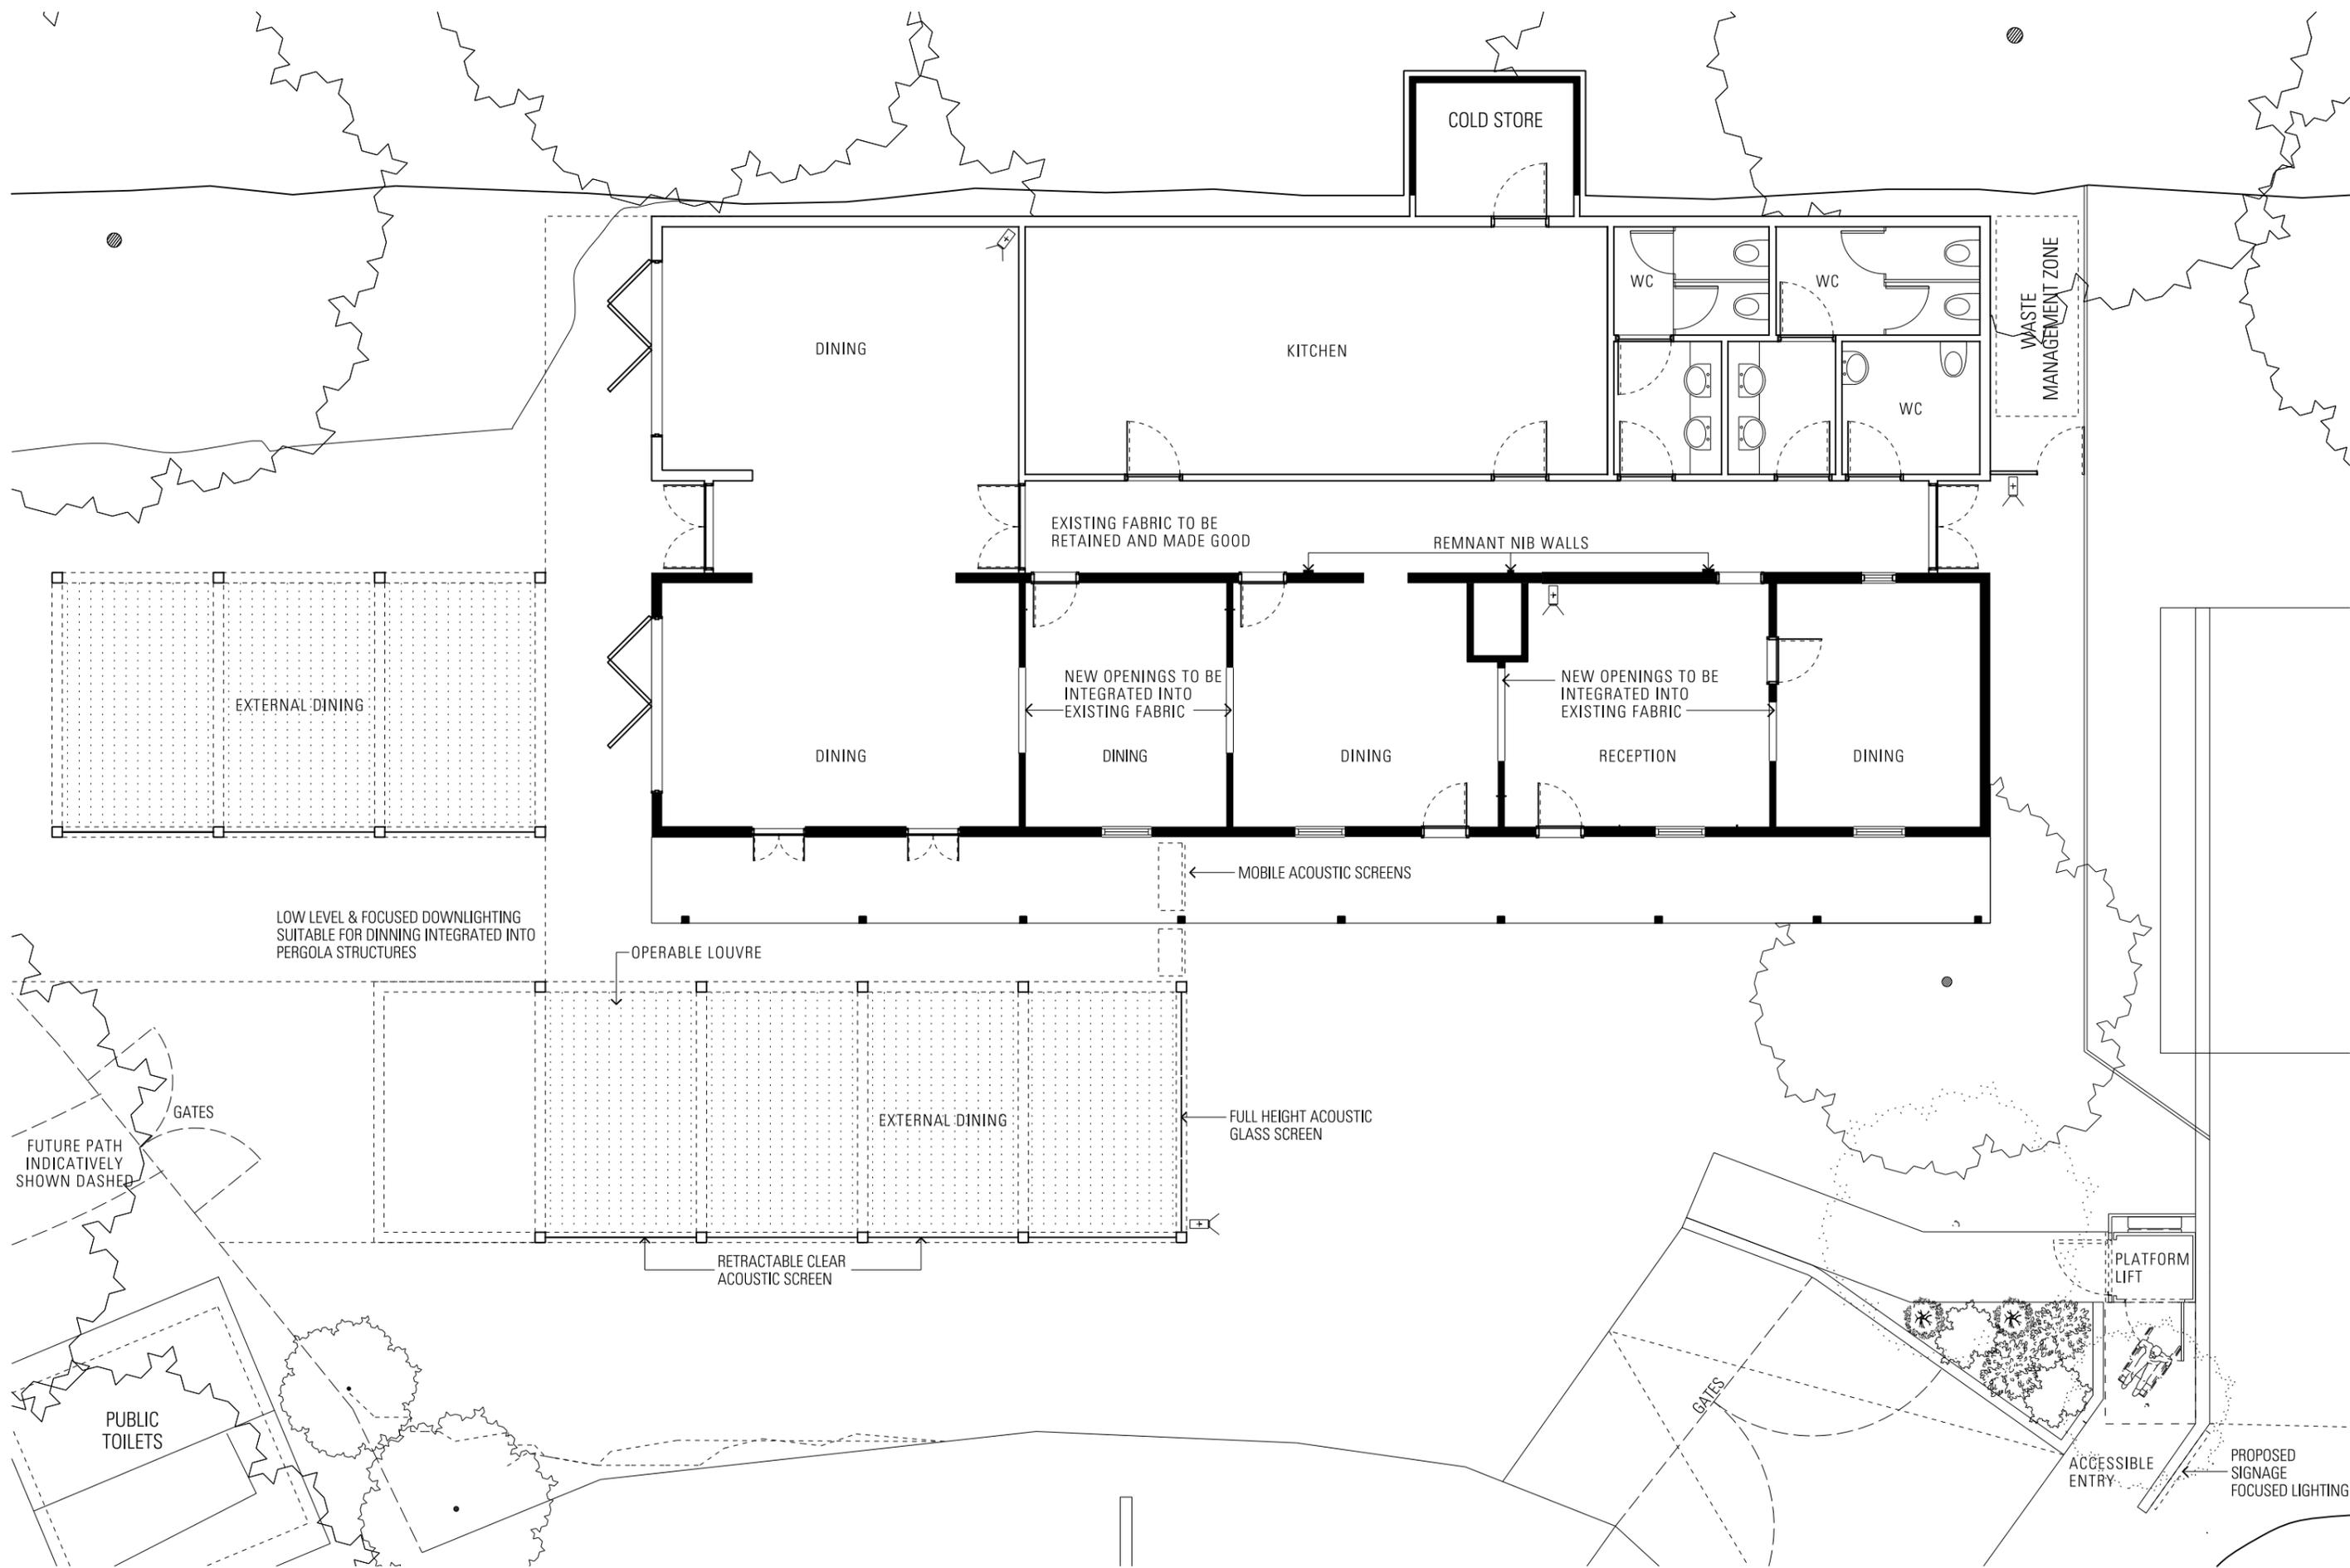 COLD STORE
WC
WC
WASTE
MANAGEMENT ZONE
DINING
KITCHEN
WC
EXISTING FABRIC TO BE
RETAINED AND MADE GOOD
REMNANT NIB WALLS
EXTERNAL DINING
NEW OPENINGS TO BE
INTEGRATED INTO
EXISTING FABRIC
NEW OPENINGS TO BE
INTEGRATED INTO
EXISTING FABRIC
DINING
DINING
DINING
RECEPTION
DINING
MOBILE ACOUSTIC SCREENS
LOW LEVEL & FOCUSED DOWNLIGHTING
SUITABLE FOR DINNING INTEGRATED INTO
PERGOLA STRUCTURES
OPERABLE LOUVRE
GATES
EXTERNAL DINING
FULL HEIGHT ACOUSTIC
GLASS SCREEN
FUTURE PATH
INDICATIVELY
SHOWN DASHED
RETRACTABLE CLEAR
ACOUSTIC SCREEN
PLATFORM
LIFT
GATES
PUBLIC
TOILETS
ACCESSIBLE
ENTRY
PROPOSED
SIGNAGE
FOCUSED LIGHTING